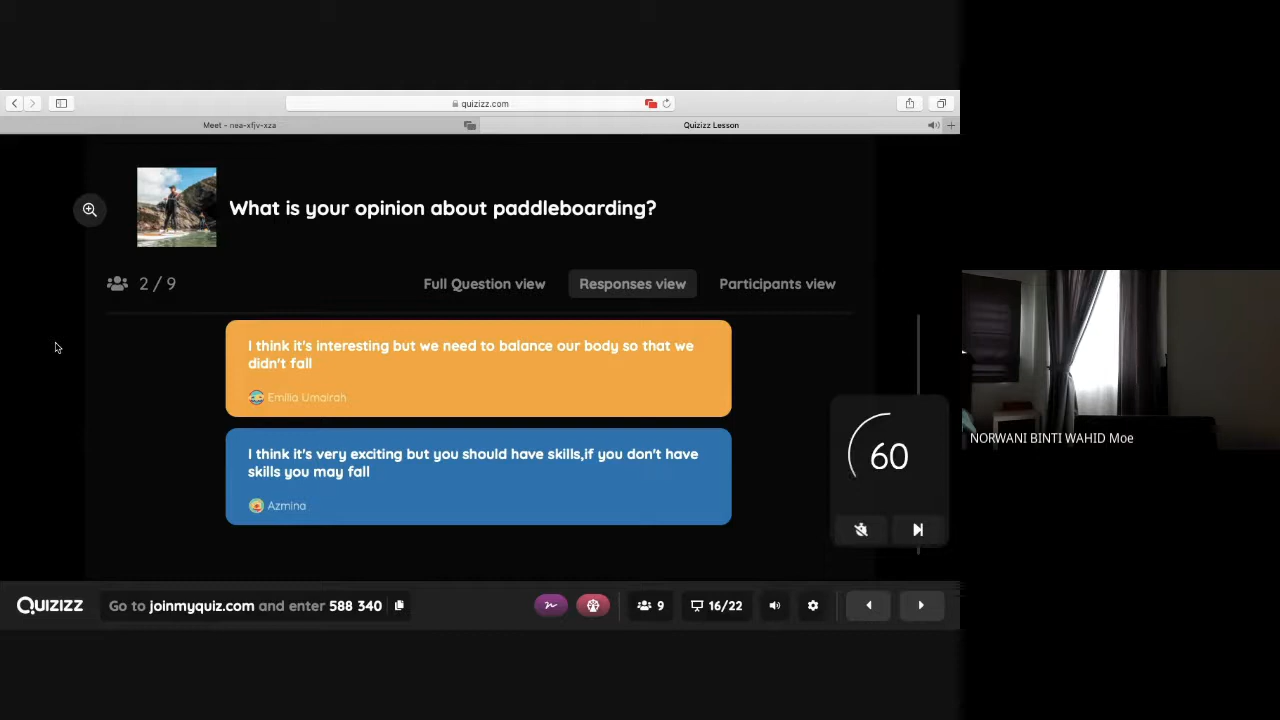 quizizz.com
Meet - nea-xfjv-xza
Quizizz Lesson
What is your opinion about paddleboarding?
2 / 9
Full Question view
Responses view
Participants view
I think it's interesting but we need to balance our body so that we
didn't fall
Emilia Umairah
I think it's very exciting but you should have skills,if you don't have
skills you may fall
Azmina
60
NORWANI BINTI WAHID Moe
QUIZIZZ
Go to joinmyquiz.com and enter 588 340
9
16/22